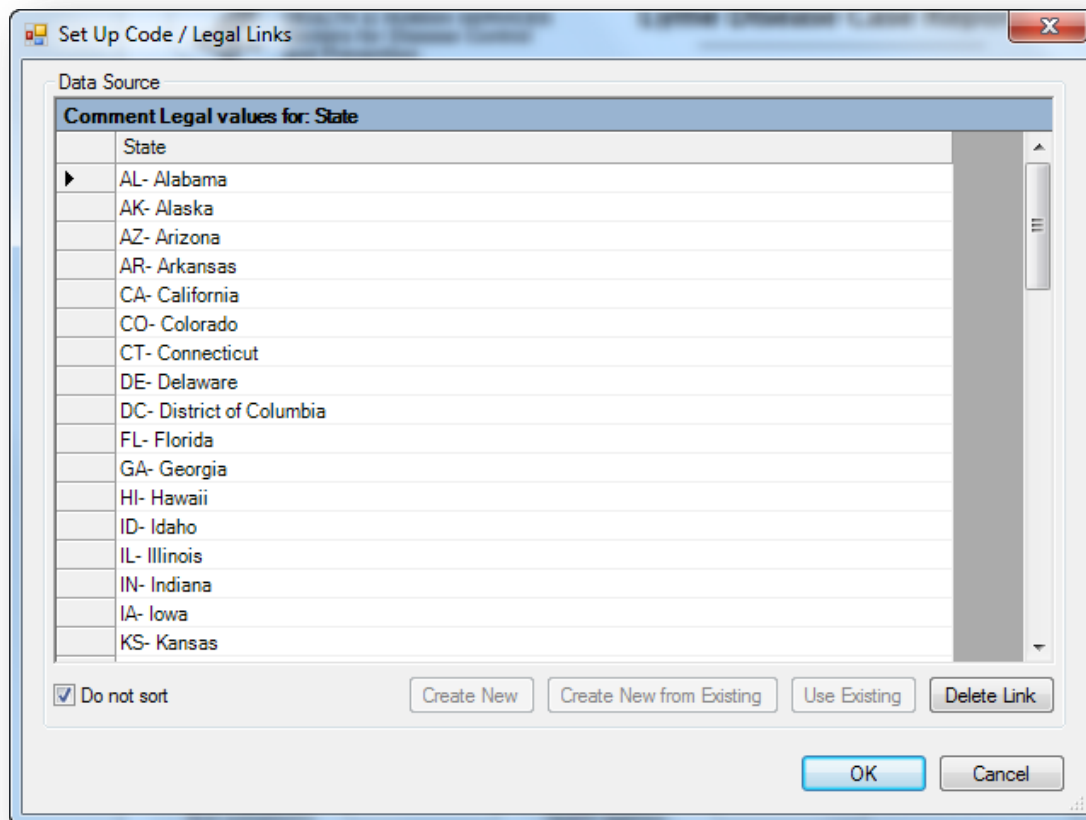 Set Up Code / Legal Links
Data Source
Comment Legal values for: State
State
AL- Alabama
AK- Alaska
AZ- Arizona
AR- Arkansas
CA- California
CO- Colorado
CT- Connecticut
DE- Delaware
DC- District of Columbia
FL- Florida
GA- Georgia
HI- Hawaii
ID- Idaho
IL- Illinois
IN- Indiana
IA- Iowa
KS- Kansas
Do not sort Create New Create New from Existing Use Existing Delete Link
OK Cancel